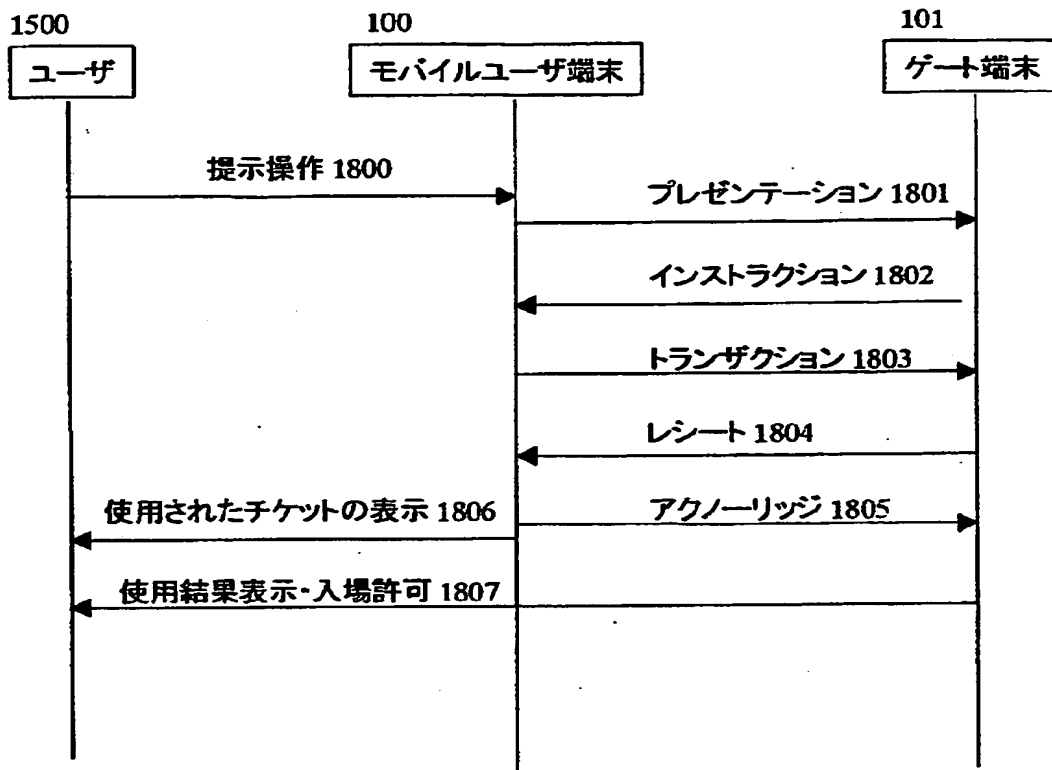 1500
100
101
ユーザ
モバイルユーザ端末
ゲート端末
提示操作 1800
プレゼンテーション 1801
インストラクション 1802
トランザクション 1803
レシート 1804
使用されたチケットの表示 1806
アクノーリッジ 1805
使用結果表示・入場許可 1807